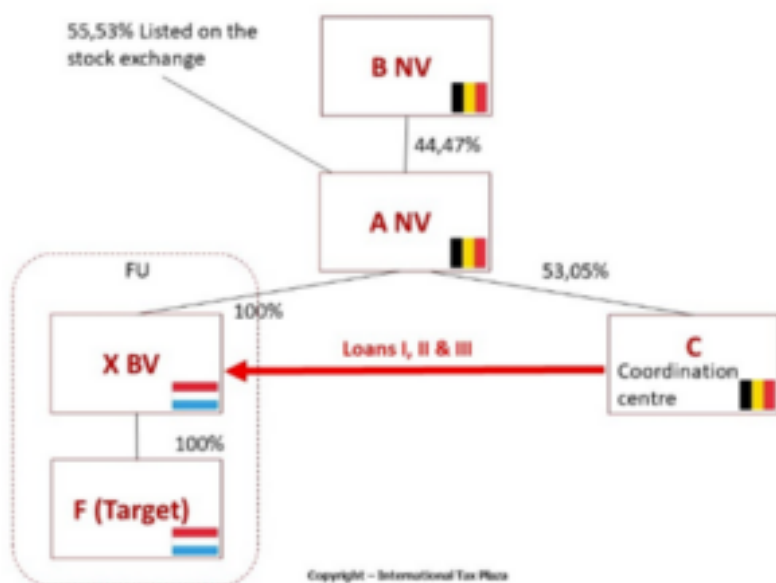 55,53% Listed on the
stock exchange
B NV
44,47%
A NV
FU
53,05%
100%
X BV
Loans I, II & III
C
Coordination
centre
100%
F (Target)
Copyright – International Tax Plaza